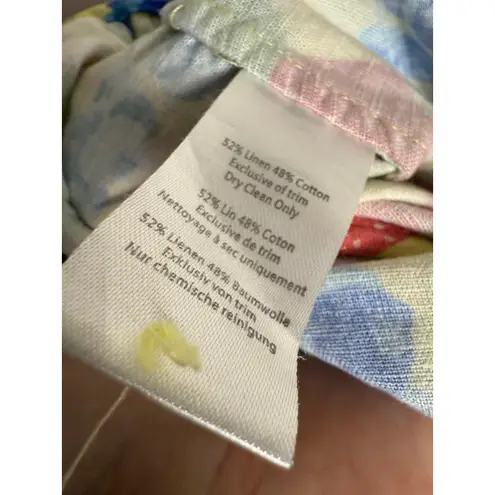 52% Linen 48% Cotton
Exclusive of trim
Dry Clean Only
52% Lin 48% Coton
Exclusive de trim
Nettoyage à sec uniquement
52% Lienen 48% Baumwolle
Exklusiv von trim
Nur chemische reinigung